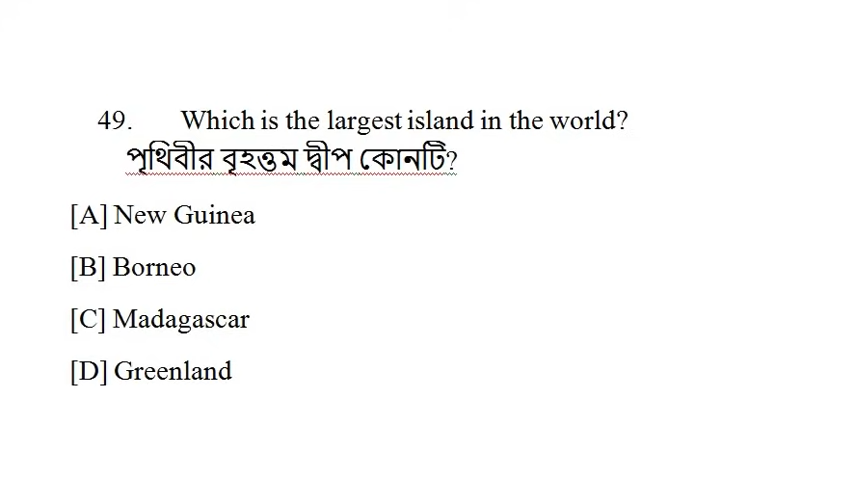 49. Which is the largest island in the world?
পৃথিবীর বৃহত্তম দ্বীপ কোনটি?
[A] New Guinea
[B] Borneo
[C] Madagascar
[D] Greenland